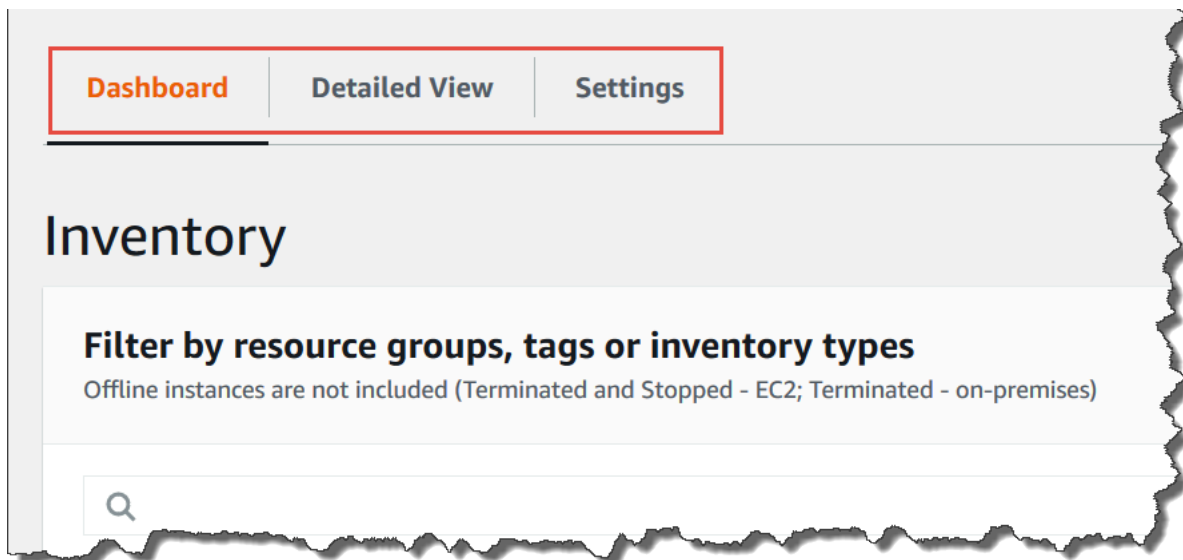 Dashboard Detailed View Settings
Inventory
Filter by resource groups, tags or inventory types
Offline instances are not included (Terminated and Stopped - EC2; Terminated - on-premises)